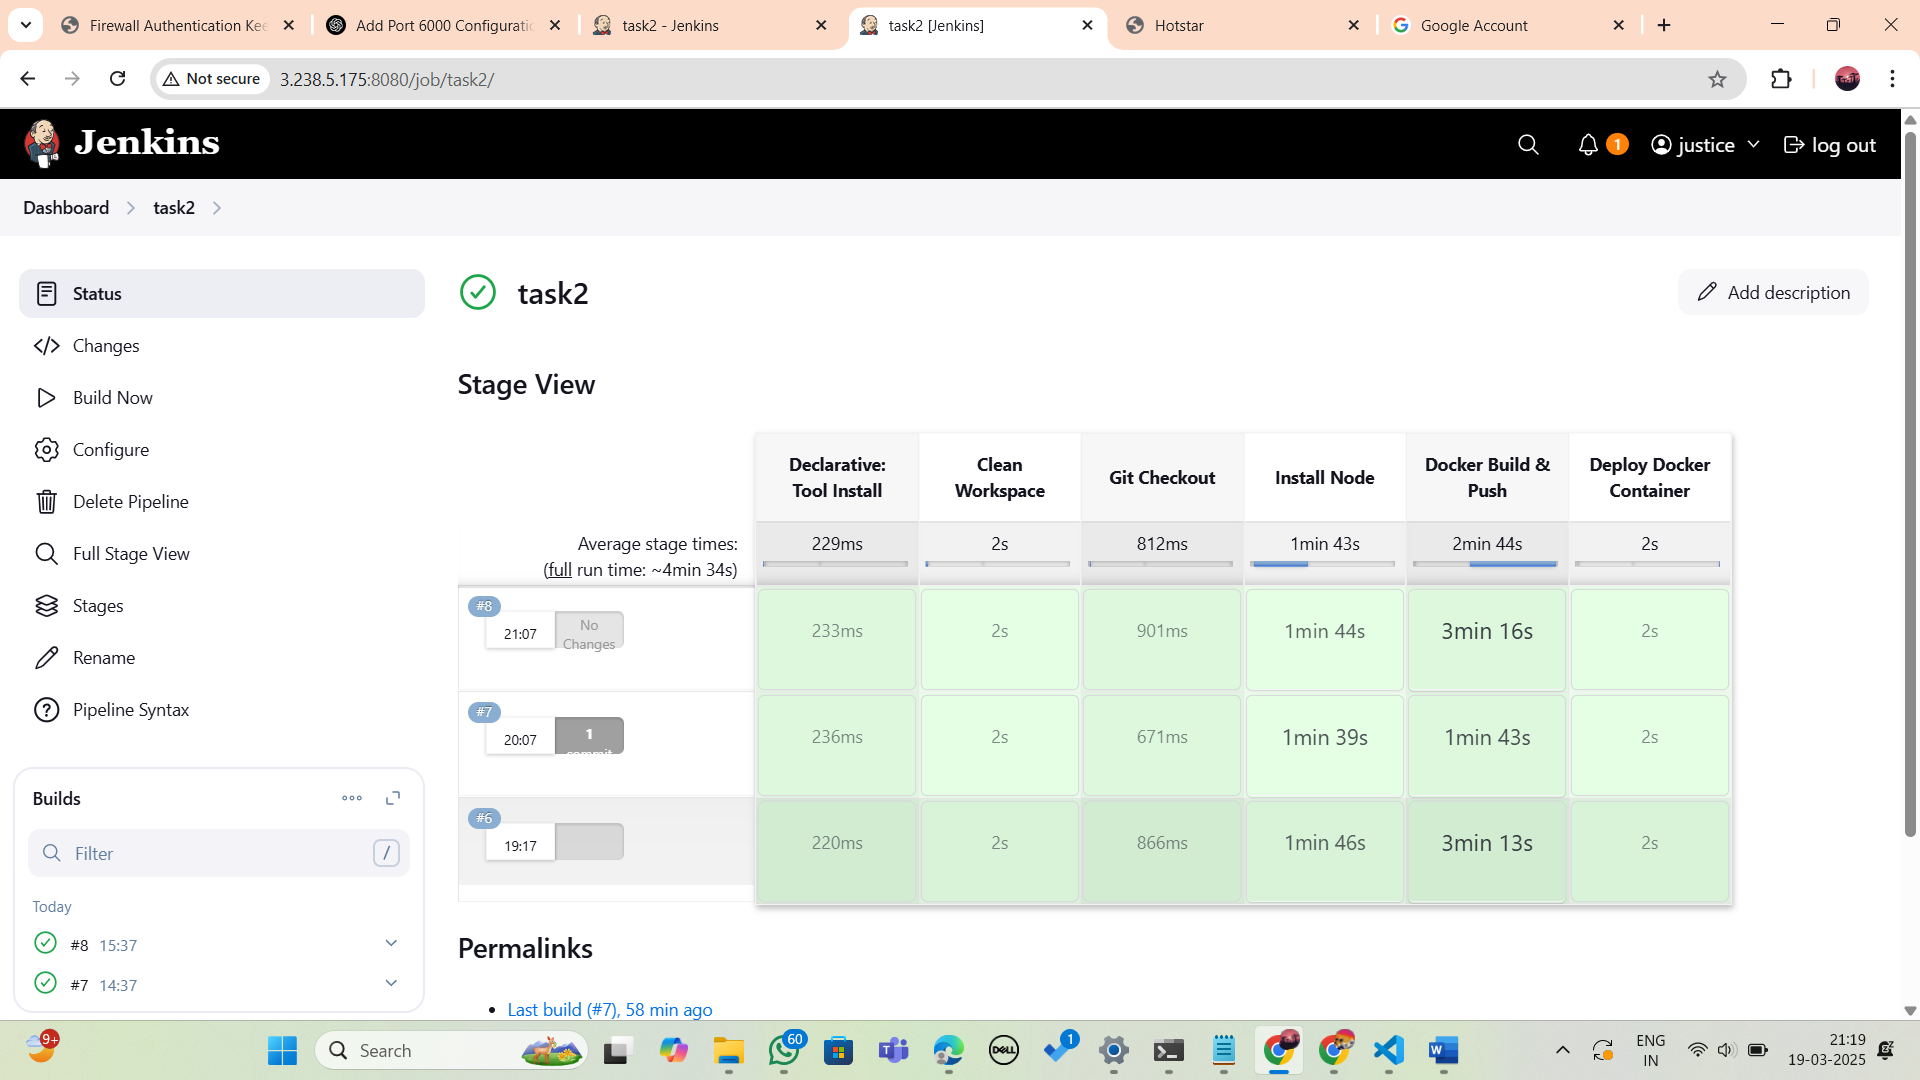 Firewall Authentication Kee
Add Port 6000 Configuratio
task2 - Jenkins
task2 [Jenkins]
Hotstar
Google Account
Not secure
3.238.5.175:8080/job/task2/
Jenkins
1
justice
log out
Dashboard
task2
Status
Changes
Build Now
Configure
Delete Pipeline
Full Stage View
Stages
Rename
Pipeline Syntax
Builds
Filter
/
Today
#8 15:37
#7 14:37
task2
Add description
Stage View
Declarative:
Tool Install
Clean
Workspace
Git Checkout
Install Node
Docker Build &
Push
Deploy Docker
Container
Average stage times:
(full run time: ~4min 34s)
229ms
2s
812ms
1min 43s
2min 44s
2s
#8
21:07
No
Changes
233ms
2s
901ms
1min 44s
3min 16s
2s
#7
20:07
1
commit
236ms
2s
671ms
1min 39s
1min 43s
2s
#6
19:17
220ms
2s
866ms
1min 46s
3min 13s
2s
Permalinks
Last build (#7), 58 min ago
9+
Search
60
DELL
1
ENG
IN
21:19
19-03-2025